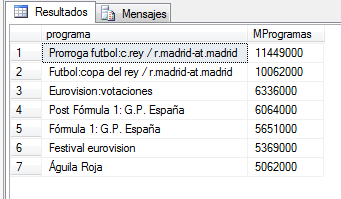 Resultados Mensajes
programa MProgramas
1 Prorroga futbol:c.rey / r.madrid-at.madrid 11449000
2 Futbol:copa del rey / r.madrid-at.madrid 10062000
3 Eurovision:votaciones 6336000
4 Post Fórmula 1: G.P. España 6064000
5 Fórmula 1: G.P. España 5651000
6 Festival eurovision 5369000
7 Águila Roja 5062000